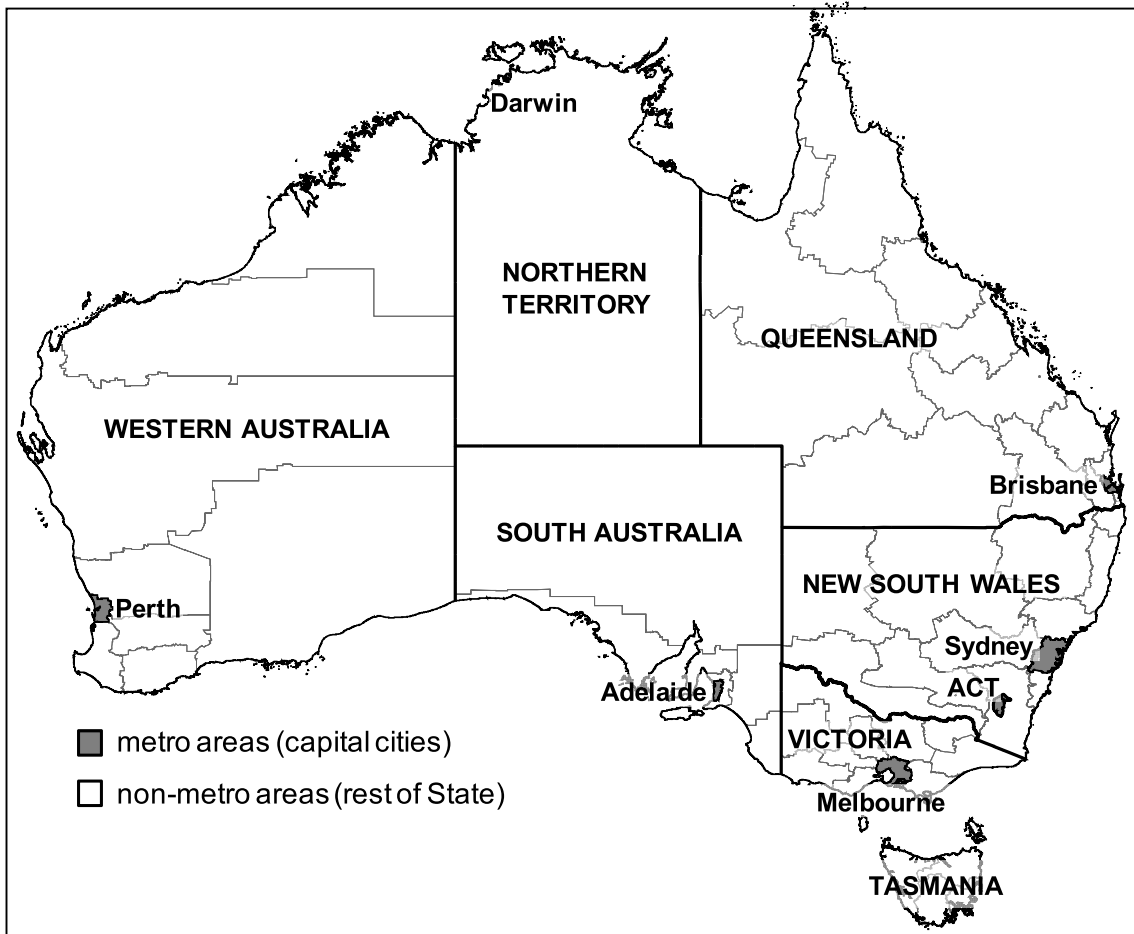 Darwin
NORTHERN
TERRITORY
QUEENSLAND
WESTERN AUSTRALIA
Brisbane
SOUTH AUSTRALIA
NEW SOUTH WALES
Perth
Sydney
Adelaide
ACT
metro areas (capital cities)
VICTORIA
non-metro areas (rest of State)
Melbourne
TASMANIA